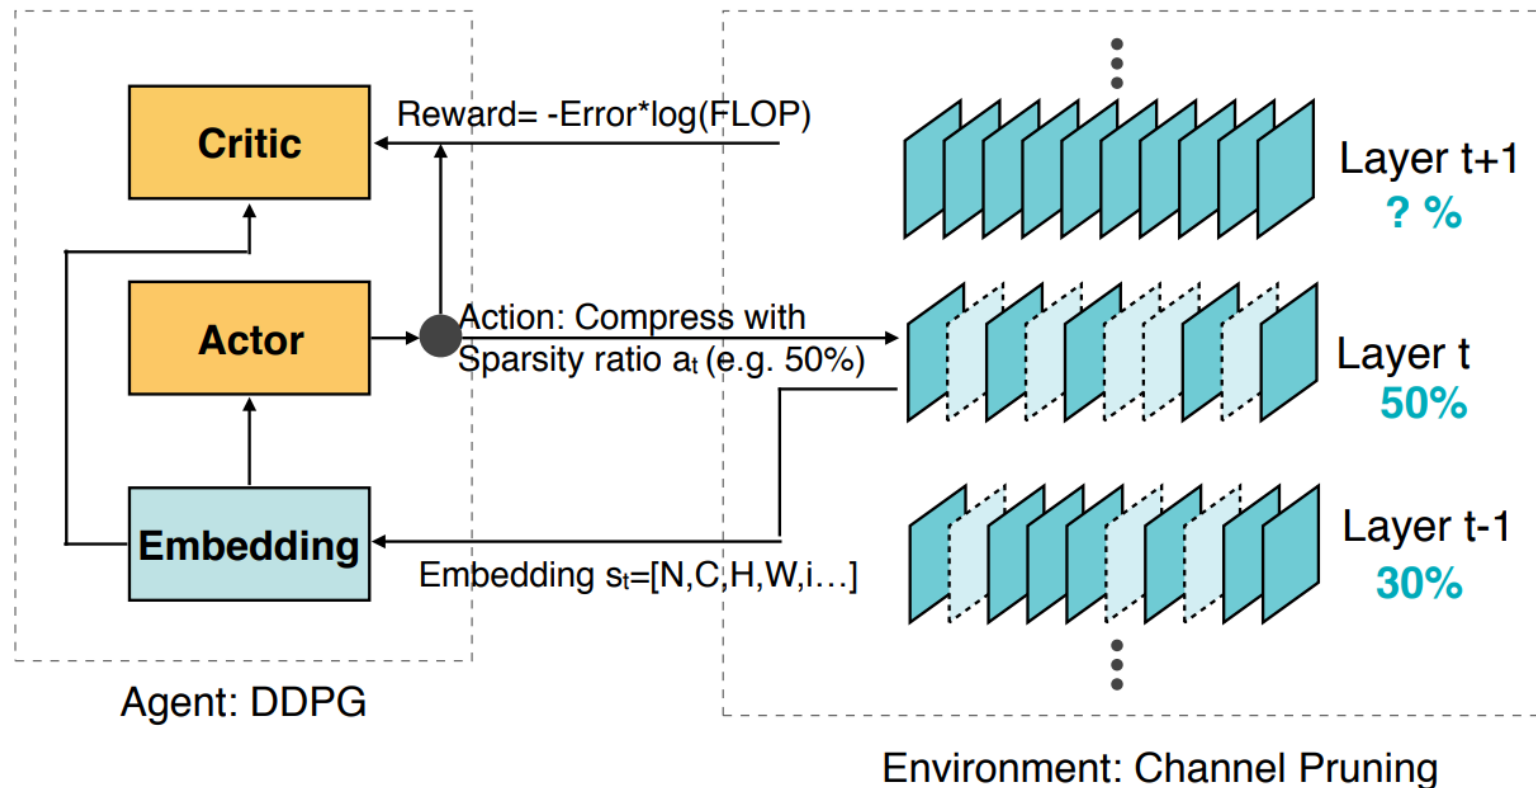 Critic
Reward= -Error*log(FLOP)
Layer t+1
? %
Actor
Action: Compress with
Sparsity ratio aₜ (e.g. 50%)
Layer t
50%
Embedding
Embedding sₜ=[N,C,H,W,i…]
Layer t-1
30%
Agent: DDPG
Environment: Channel Pruning